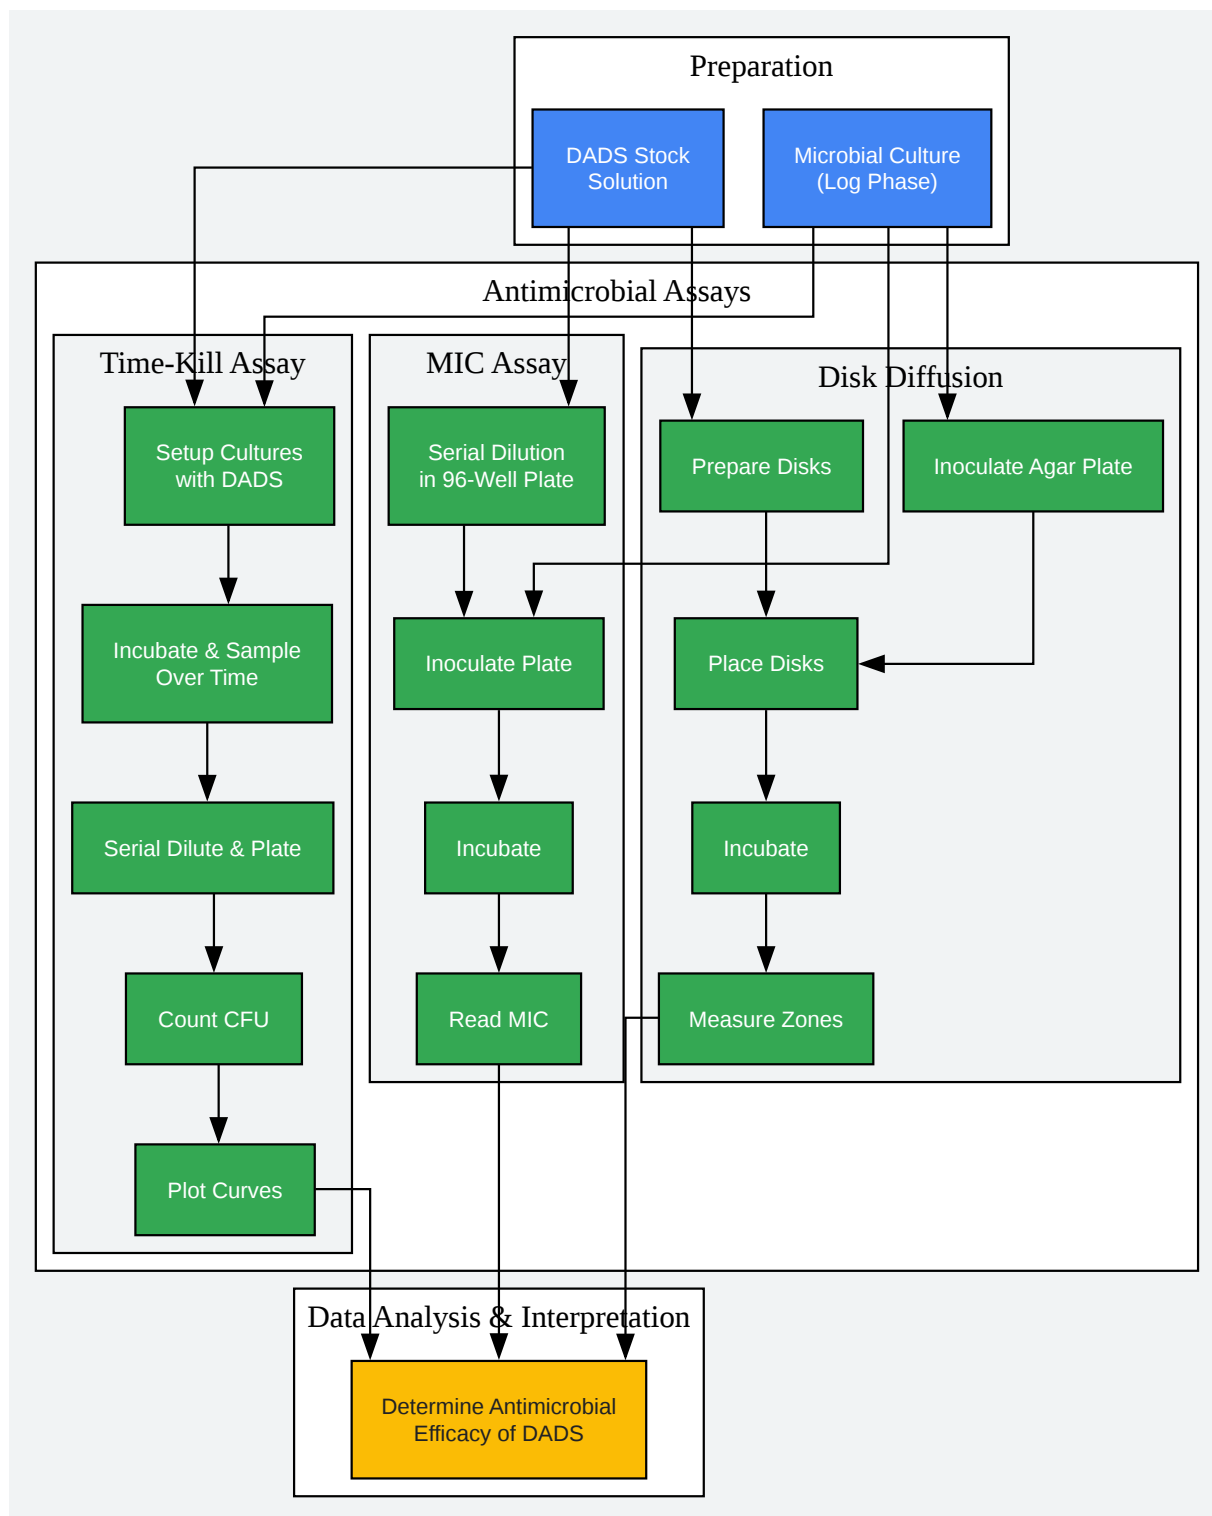 Preparation
DADS Stock
Solution
Microbial Culture
(Log Phase)
Antimicrobial Assays
Time-Kill Assay
MIC Assay
Disk Diffusion
Setup Cultures
with DADS
Serial Dilution
in 96-Well Plate
Prepare Disks
Inoculate Agar Plate
Incubate & Sample
Over Time
Inoculate Plate
Place Disks
Serial Dilute & Plate
Incubate
Incubate
Count CFU
Read MIC
Measure Zones
Plot Curves
Data Analysis & Interpretation
Determine Antimicrobial
Efficacy of DADS